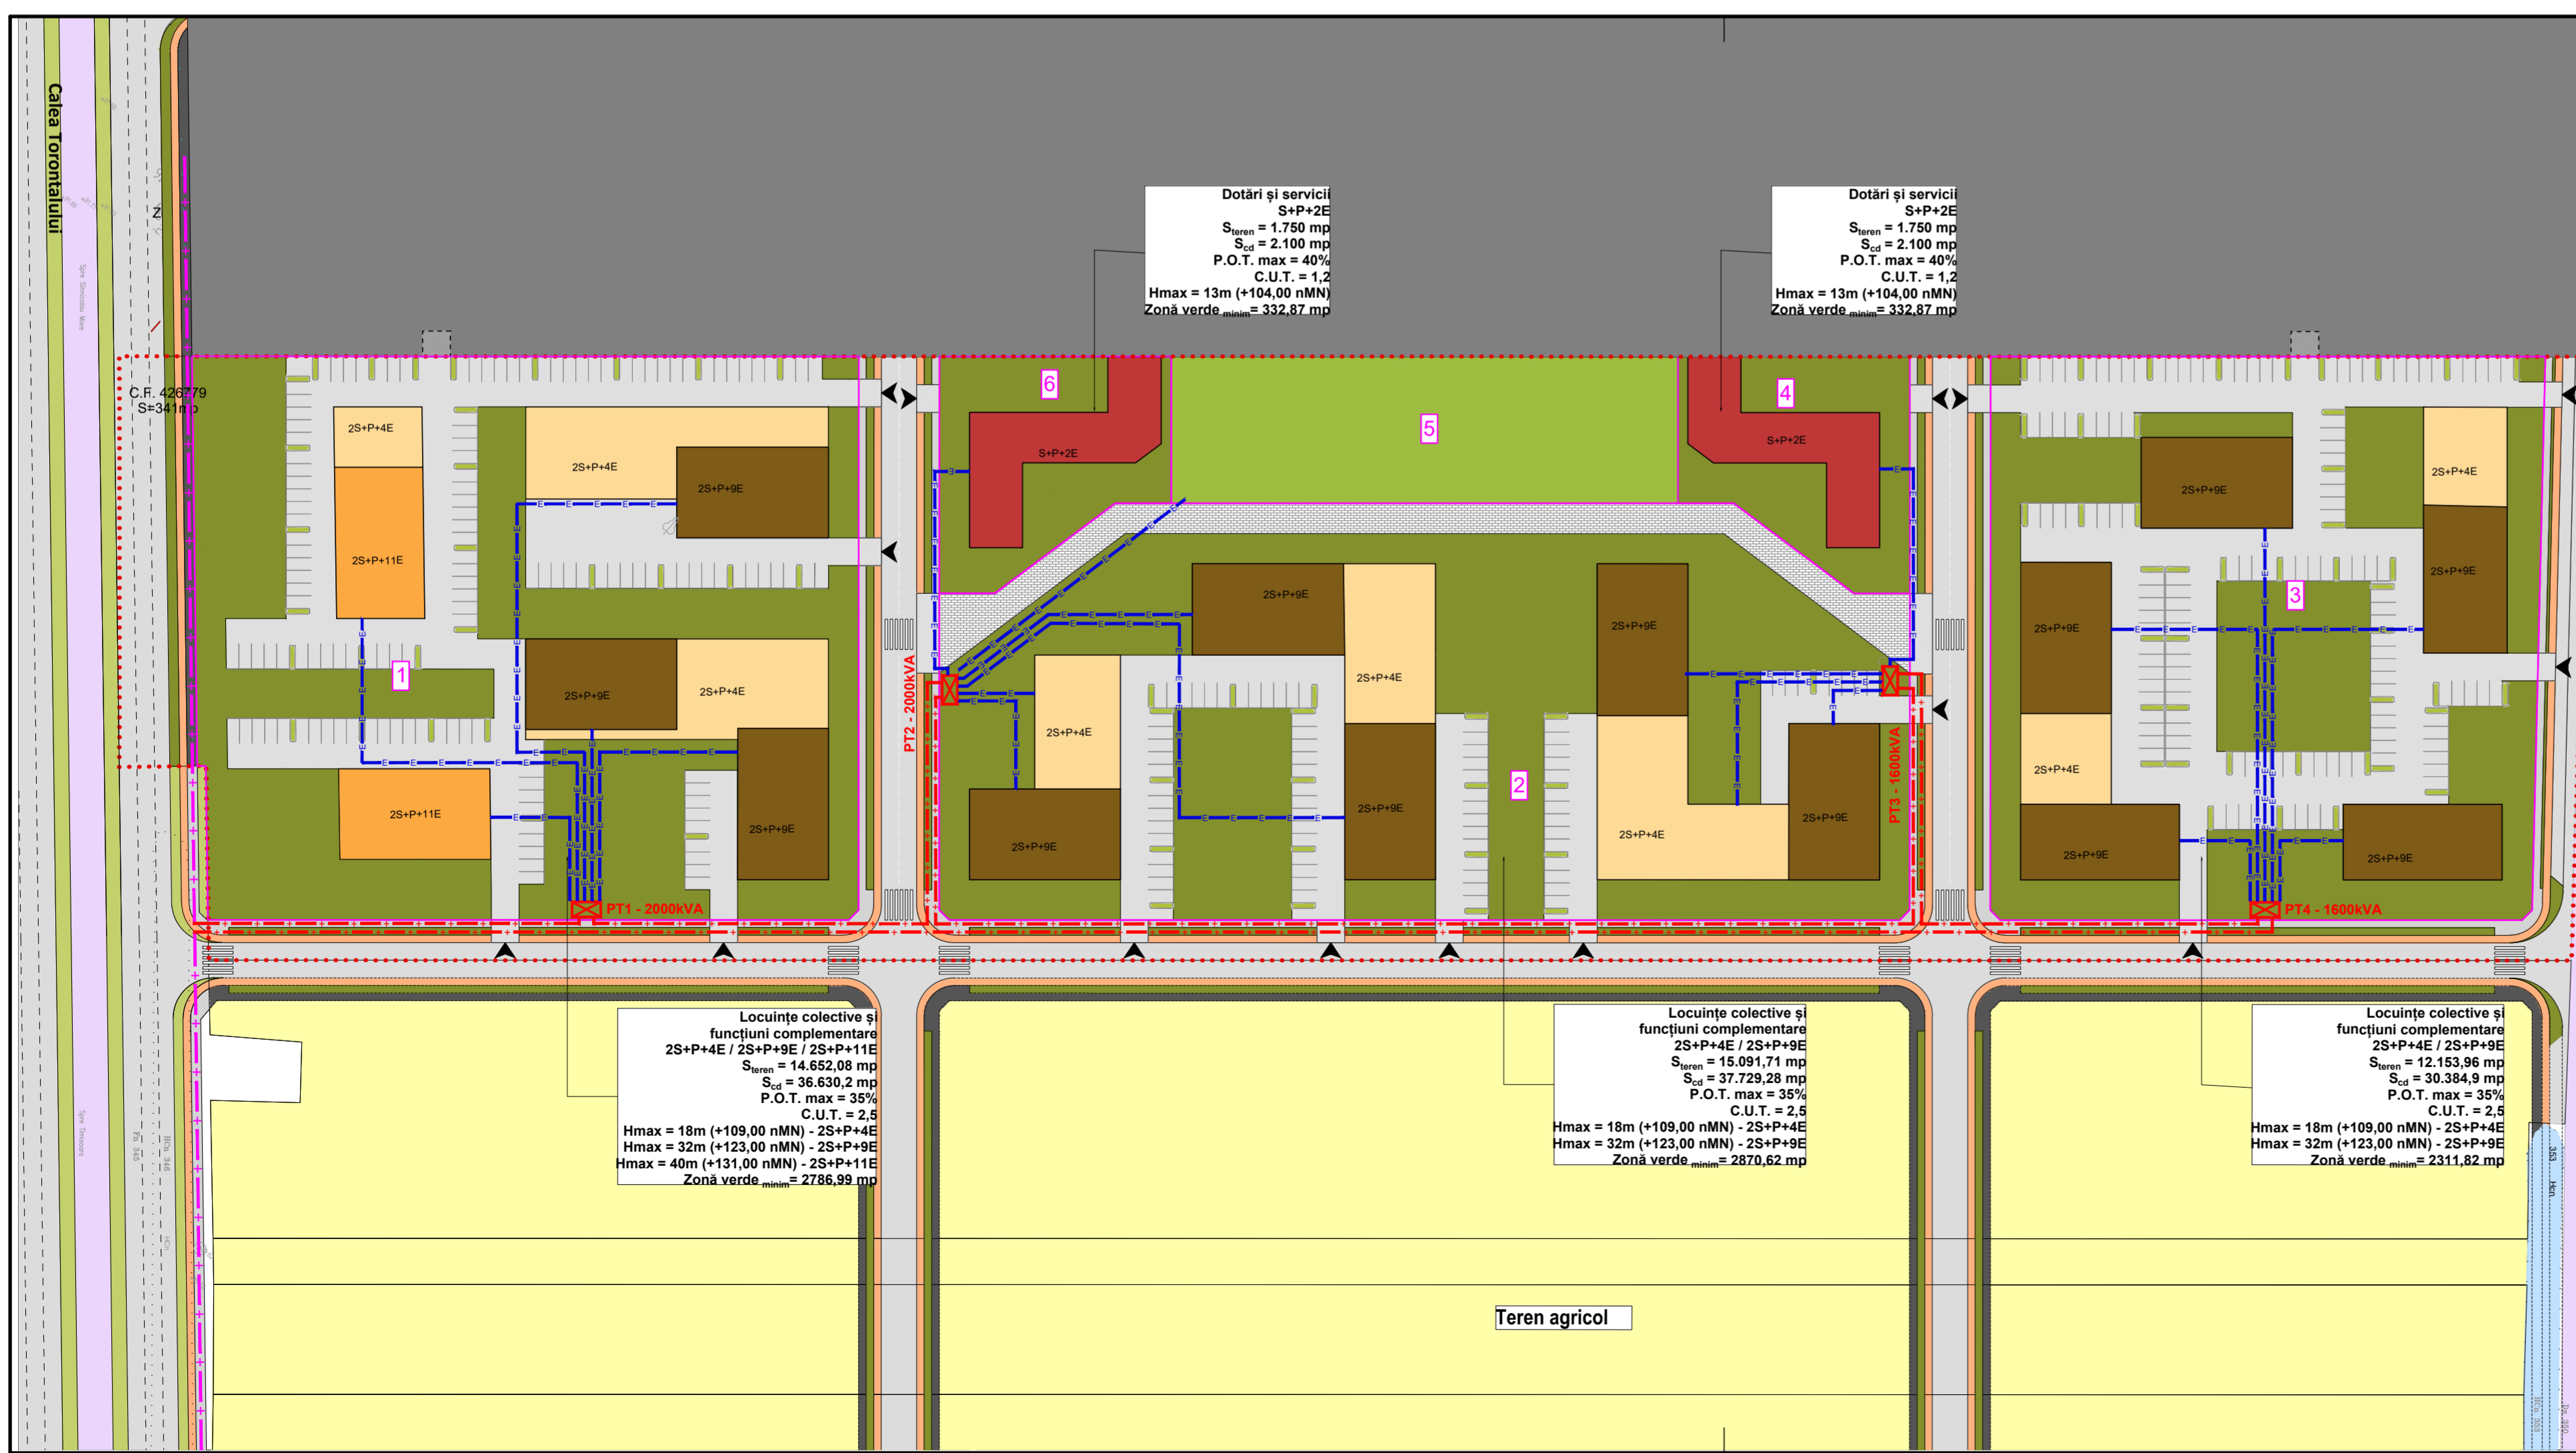 Calea Torontalului
Spre Sinnicolau Mare
Spre Timisoara
C.F. 426779
Dotări și servicii
S+P+2E
Steren = 1.750 mp
Scd = 2.100 mp
P.O.T. max = 40%
C.U.T. = 1,2
Hmax = 13m (+104,00 nMN)
Zonă verde minim= 332,87 mp
Dotări și servicii
S+P+2E
Steren = 1.750 mp
Scd = 2.100 mp
P.O.T. max = 40%
C.U.T. = 1,2
Hmax = 13m (+104,00 nMN)
Zonă verde minim= 332,87 mp
2S+P+4E
2S+P+11E
2S+P+4E
2S+P+9E
1
2S+P+9E
2S+P+4E
2S+P+11E
2S+P+9E
PT1 - 2000kVA
6
S+P+2E
5
4
S+P+2E
PT2 - 2000kVA
2S+P+9E
2S+P+4E
2S+P+9E
2S+P+4E
2S+P+9E
2S+P+9E
2
2S+P+4E
2S+P+9E
PT3 - 1600kVA
2S+P+9E
2S+P+4E
2S+P+9E
3
2S+P+9E
2S+P+4E
2S+P+9E
2S+P+9E
PT4 - 1600kVA
Locuințe colective și
funcțiuni complementare
2S+P+4E / 2S+P+9E / 2S+P+11E
Steren = 14.652,08 mp
Scd = 36.630,2 mp
P.O.T. max = 35%
C.U.T. = 2,5
Hmax = 18m (+109,00 nMN) - 2S+P+4E
Hmax = 32m (+123,00 nMN) - 2S+P+9E
Hmax = 40m (+131,00 nMN) - 2S+P+11E
Zonă verde minim= 2786,99 mp
Locuințe colective și
funcțiuni complementare
2S+P+4E / 2S+P+9E
Steren = 15.091,71 mp
Scd = 37.729,28 mp
P.O.T. max = 35%
C.U.T. = 2,5
Hmax = 18m (+109,00 nMN) - 2S+P+4E
Hmax = 32m (+123,00 nMN) - 2S+P+9E
Zonă verde minim= 2870,62 mp
Locuințe colective și
funcțiuni complementare
2S+P+4E / 2S+P+9E
Steren = 12.153,96 mp
Scd = 30.384,9 mp
P.O.T. max = 35%
C.U.T. = 2,5
Hmax = 18m (+109,00 nMN) - 2S+P+4E
Hmax = 32m (+123,00 nMN) - 2S+P+9E
Zonă verde minim= 2311,82 mp
Teren agricol
353
Hcn